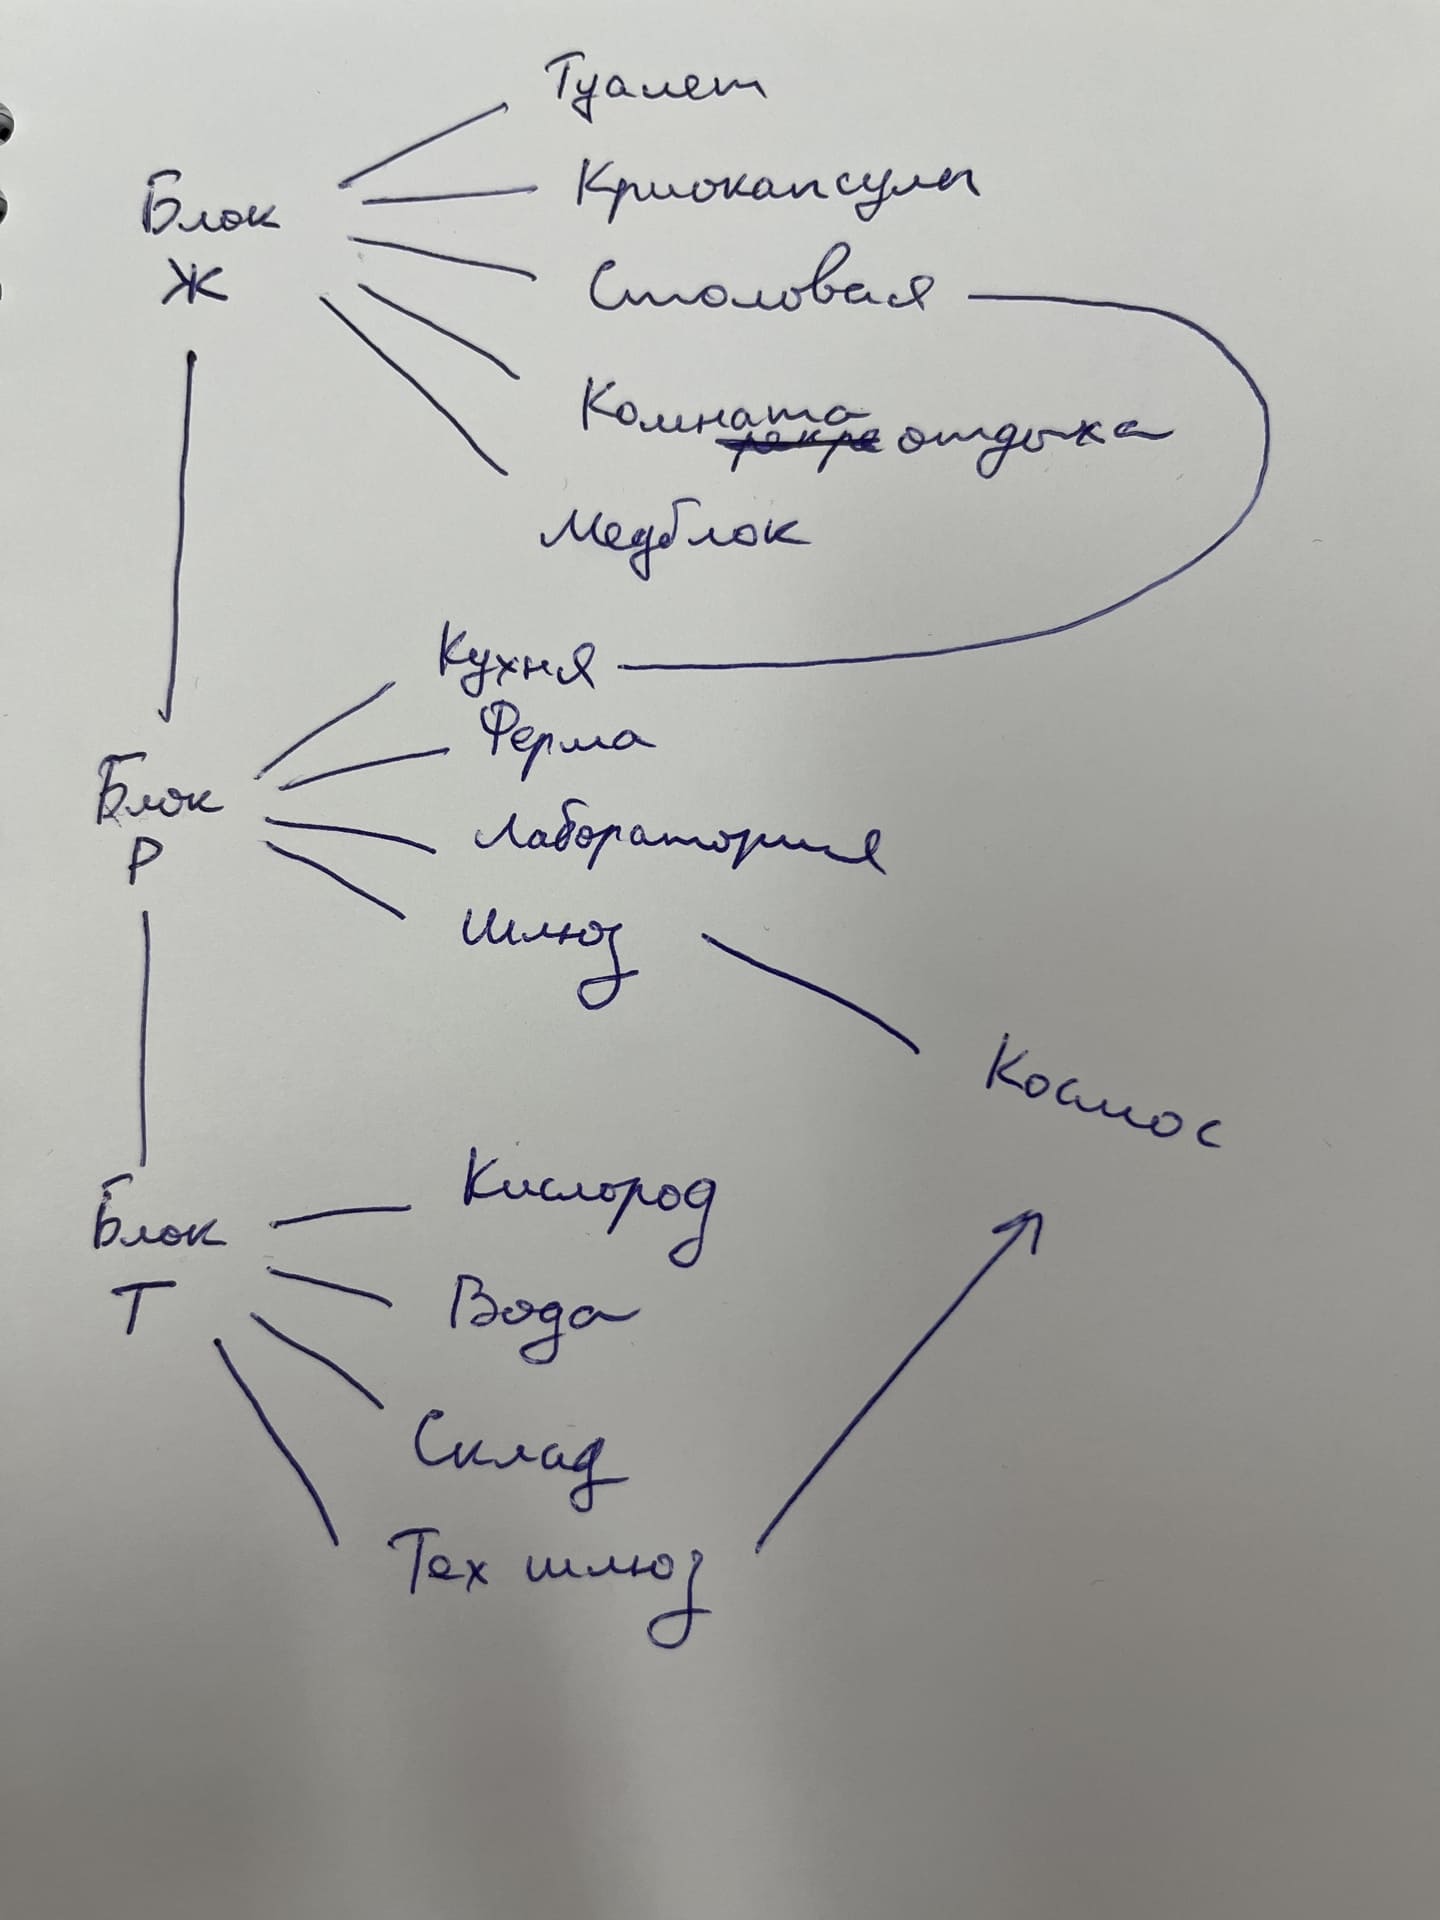 Туалет
Криокапсулы
Блок
Ж
Столовая
Комната
отдыха
Медблок
Кухня
Ферма
Блок
Р
Лаборатория
Шлюз
Космос
Кислород
Блок
Т
Вода
Склад
Тех шлюз